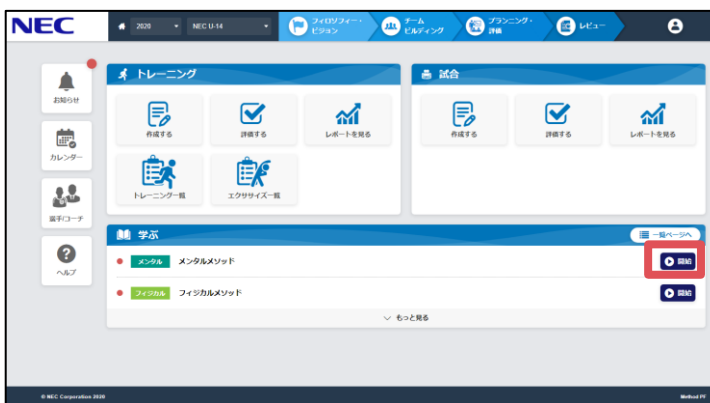 NEC
2020 NEC U-14
フィロソフィー・
ビジョン
チーム
ビルディング
プランニング・
評価
レビュー
お知らせ
カレンダー
選手/コーチ
ヘルプ
トレーニング
作成する 評価する レポートを見る
トレーニング一覧 エクササイズ一覧
試合
作成する 評価する レポートを見る
学ぶ 一覧ページへ
メンタル メンタルメソッド 開始
フィジカル フィジカルメソッド 開始
もっと見る
© NEC Corporation 2020 Method PF